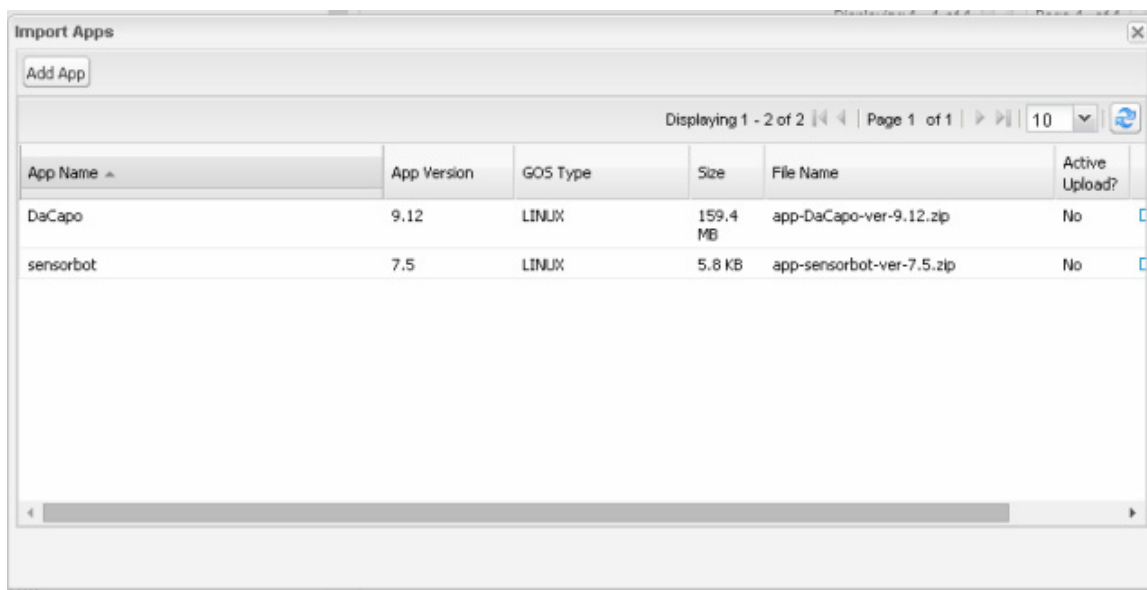 Import Apps
Add App
Displaying 1 - 2 of 2 Page 1 of 1 10
App Name App Version GOS Type Size File Name Active Upload?
DaCapo 9.12 LINUX 159.4 MB app-DaCapo-ver-9.12.zip No
sensorbot 7.5 LINUX 5.8 KB app-sensorbot-ver-7.5.zip No